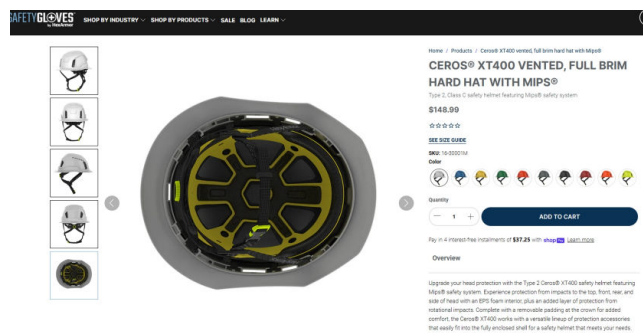 SAFETYGLOVES
by HexArmor
SHOP BY INDUSTRY SHOP BY PRODUCTS SALE BLOG LEARN
Home / Products / Ceros® XT400 vented, full brim hard hat with Mips®
CEROS® XT400 VENTED, FULL BRIM
HARD HAT WITH MIPS®
Type 2, Class C safety helmet featuring Mips® safety system
$148.99
SEE SIZE GUIDE
SKU: 16-30001M
Color
Quantity
− 1 +
ADD TO CART
Pay in 4 interest-free installments of $37.25 with shop Pay Learn more
Overview
Upgrade your head protection with the Type 2 Ceros® XT400 safety helmet featuring
Mips® safety system. Experience protection from impacts to the top, front, rear, and
side of head with an EPS foam interior, plus an added layer of protection from
rotational impacts. Complete with a removable padding at the crown for added
comfort, the Ceros® XT400 works with a versatile lineup of protection accessories
that easily fit into the fully enclosed shell for a safety helmet that meets your needs.